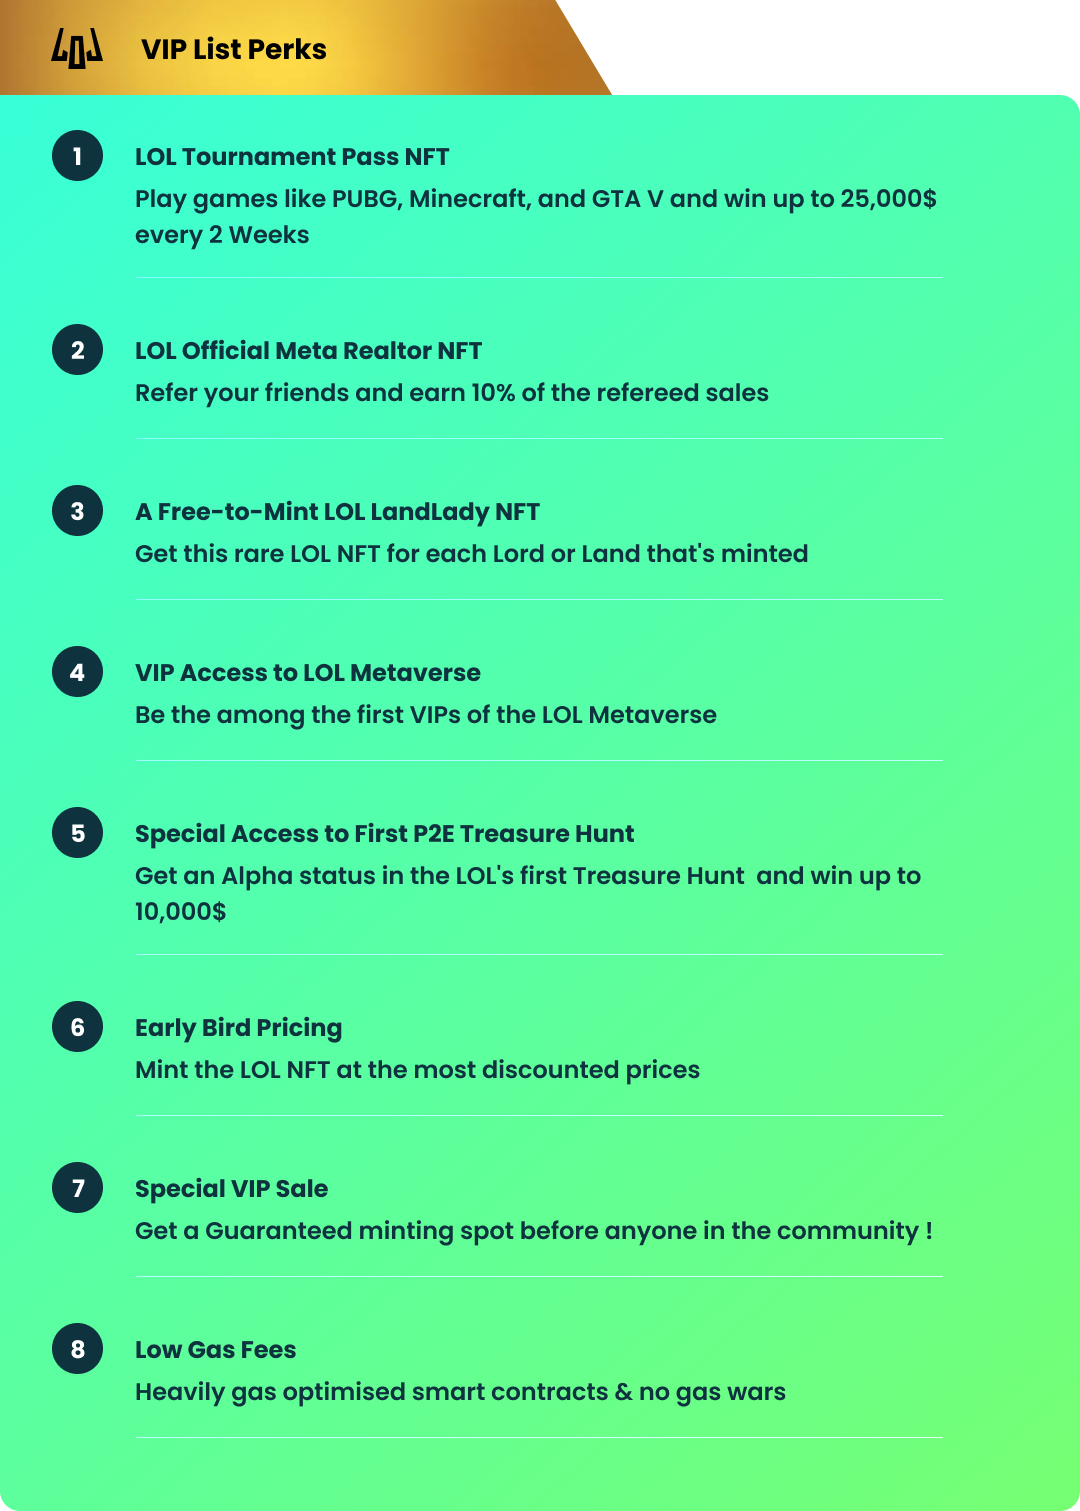 LOL
VIP List Perks
1
LOL Tournament Pass NFT
Play games like PUBG, Minecraft, and GTA V and win up to 25,000$
every 2 Weeks
2
LOL Official Meta Realtor NFT
Refer your friends and earn 10% of the refereed sales
3
A Free-to-Mint LOL LandLady NFT
Get this rare LOL NFT for each Lord or Land that's minted
4
VIP Access to LOL Metaverse
Be the among the first VIPs of the LOL Metaverse
5
Special Access to First P2E Treasure Hunt
Get an Alpha status in the LOL's first Treasure Hunt  and win up to
10,000$
6
Early Bird Pricing
Mint the LOL NFT at the most discounted prices
7
Special VIP Sale
Get a Guaranteed minting spot before anyone in the community !
8
Low Gas Fees
Heavily gas optimised smart contracts & no gas wars